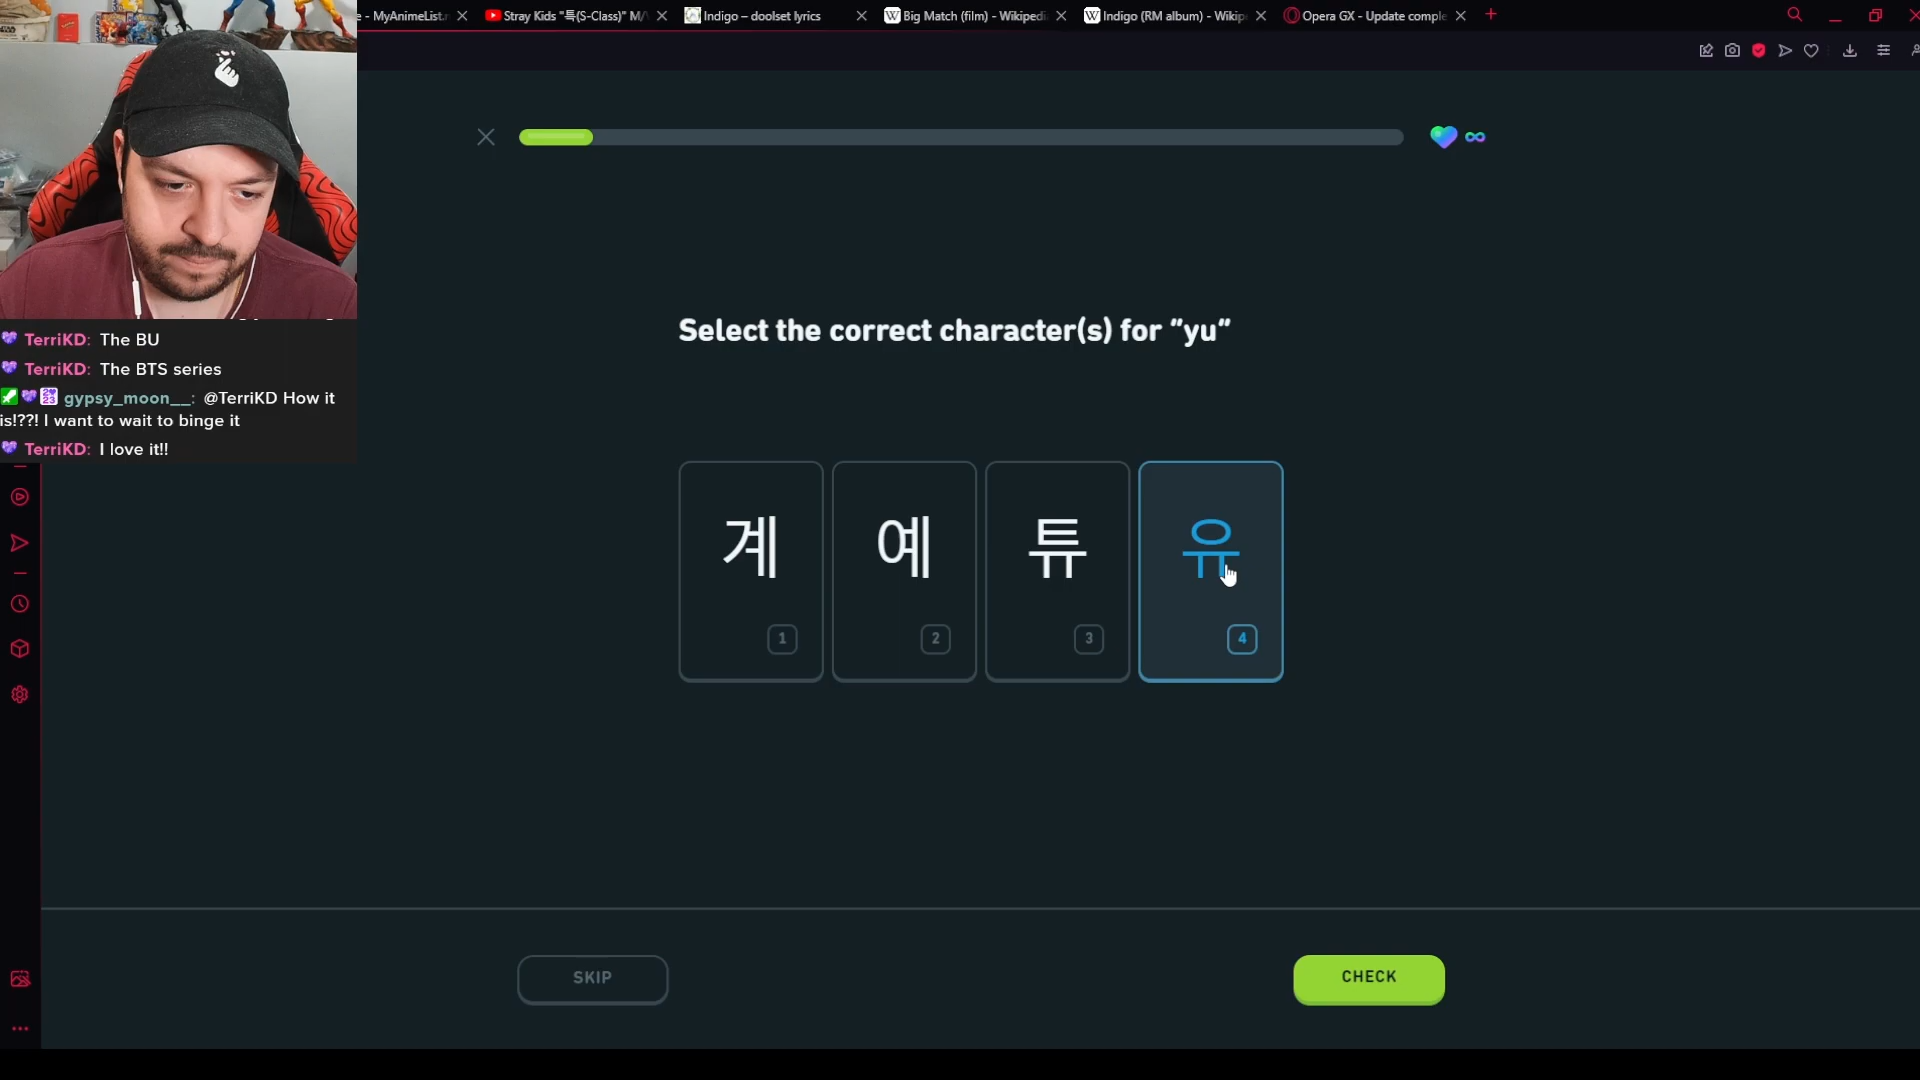 e - MyAnimeList.n
Stray Kids "특(S-Class)" M/V
Indigo – doolset lyrics
Big Match (film) - Wikipedi
Indigo (RM album) - Wikip
Opera GX - Update comple
Select the correct character(s) for "yu"
TerriKD: The BU
TerriKD: The BTS series
gypsy_moon__: @TerriKD How it
is!??! I want to wait to binge it
TerriKD: I love it!!
계 예 튜 유
1 2 3 4
SKIP CHECK